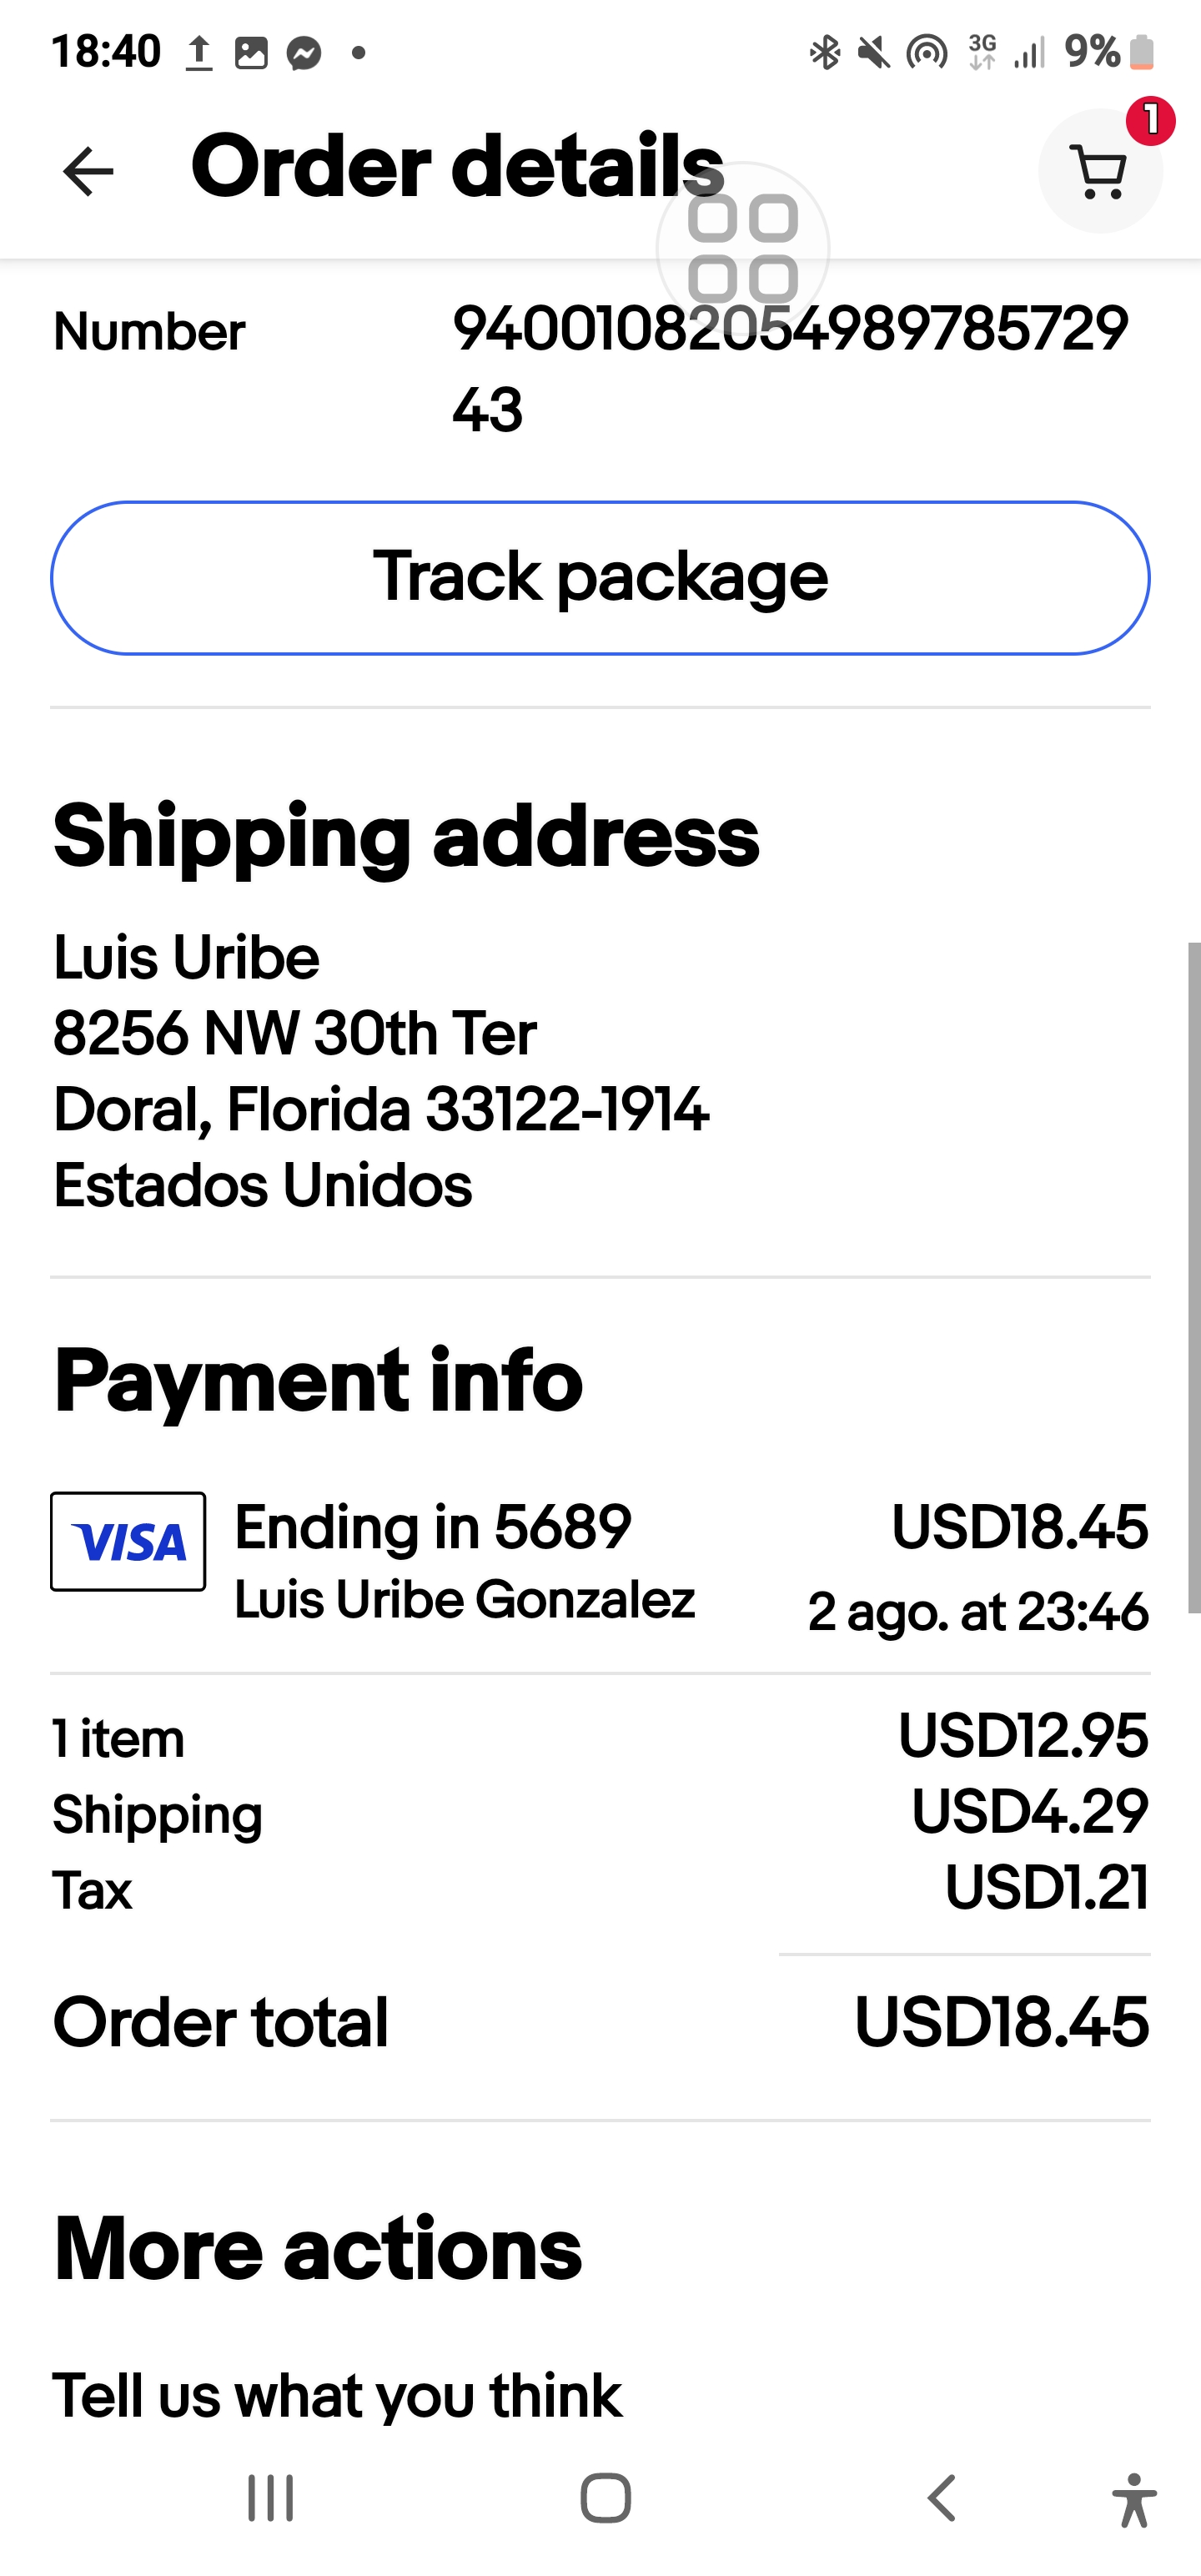 18:40
3G
9%
Order details
1
Number
94001082054989785729
43
Track package
Shipping address
Luis Uribe
8256 NW 30th Ter
Doral, Florida 33122-1914
Estados Unidos
Payment info
VISA
Ending in 5689
USD18.45
Luis Uribe Gonzalez
2 ago. at 23:46
1 item USD12.95
Shipping USD4.29
Tax USD1.21
Order total USD18.45
More actions
Tell us what you think